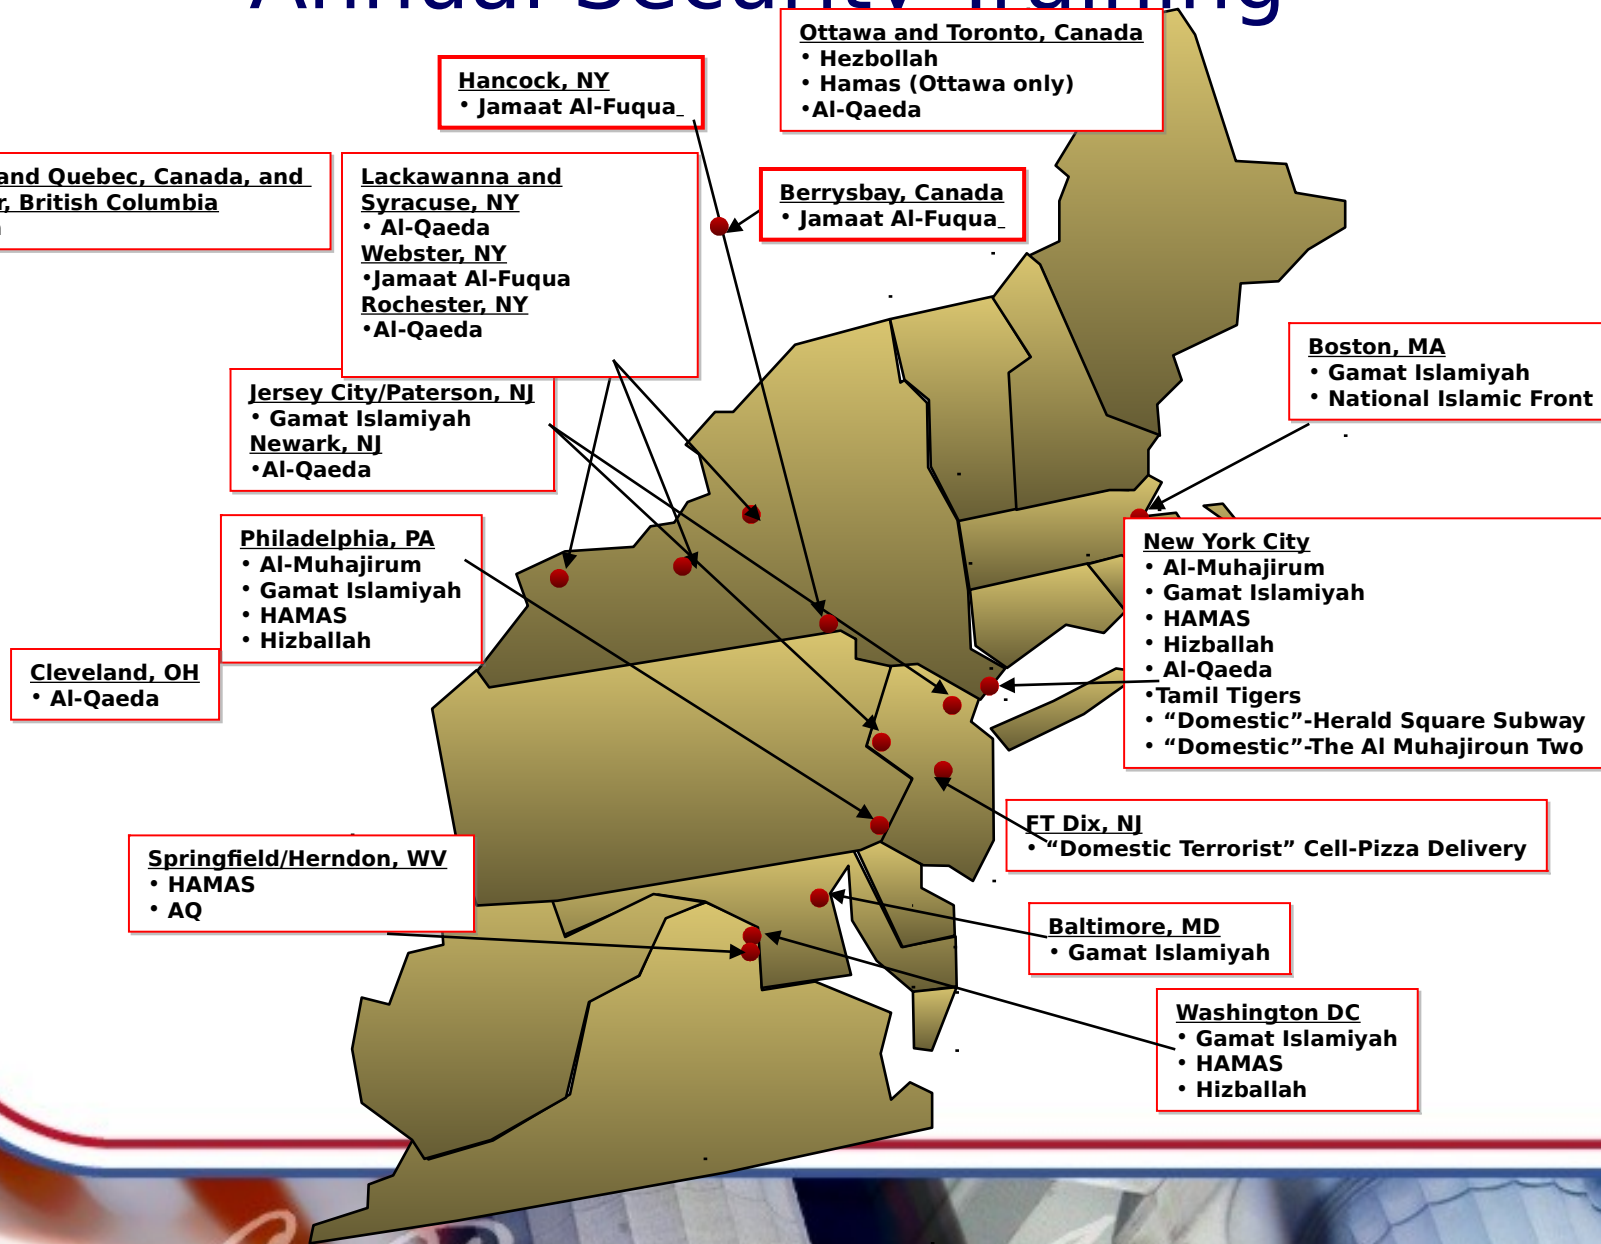 Annual Security Training
Ottawa and Toronto, Canada
• Hezbollah
• Hamas (Ottawa only)
•Al-Qaeda
Hancock, NY
• Jamaat Al-Fuqua
and Quebec, Canada, and
r, British Columbia
Lackawanna and
Syracuse, NY
• Al-Qaeda
Webster, NY
•Jamaat Al-Fuqua
Rochester, NY
•Al-Qaeda
Berrysbay, Canada
• Jamaat Al-Fuqua
Boston, MA
• Gamat Islamiyah
• National Islamic Front
Jersey City/Paterson, NJ
• Gamat Islamiyah
Newark, NJ
•Al-Qaeda
Philadelphia, PA
• Al-Muhajirum
• Gamat Islamiyah
• HAMAS
• Hizballah
New York City
• Al-Muhajirum
• Gamat Islamiyah
• HAMAS
• Hizballah
• Al-Qaeda
•Tamil Tigers
• “Domestic”-Herald Square Subway
• “Domestic”-The Al Muhajiroun Two
Cleveland, OH
• Al-Qaeda
FT Dix, NJ
• “Domestic Terrorist” Cell-Pizza Delivery
Springfield/Herndon, WV
• HAMAS
• AQ
Baltimore, MD
• Gamat Islamiyah
Washington DC
• Gamat Islamiyah
• HAMAS
• Hizballah